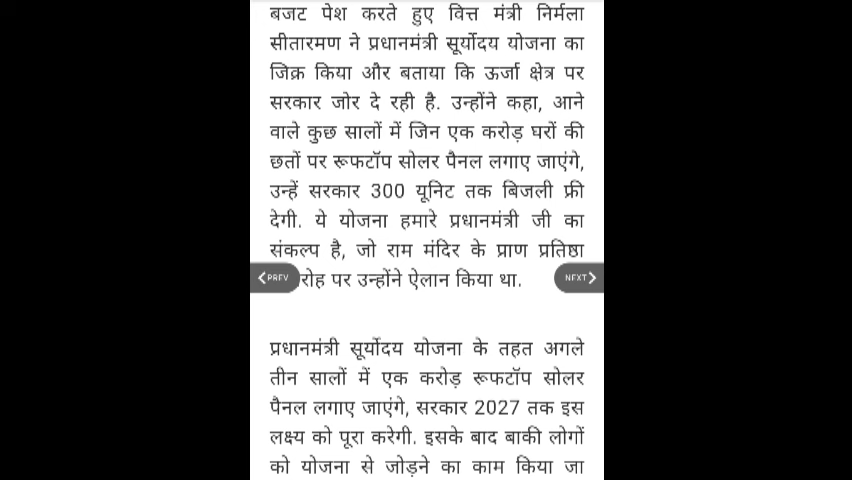 बजट पेश करते हुए वित्त मंत्री निर्मला
सीतारमण ने प्रधानमंत्री सूर्योदय योजना का
जिक्र किया और बताया कि ऊर्जा क्षेत्र पर
सरकार जोर दे रही है. उन्होंने कहा, आने
वाले कुछ सालों में जिन एक करोड़ घरों की
छतों पर रूफटॉप सोलर पैनल लगाए जाएंगे,
उन्हें सरकार 300 यूनिट तक बिजली फ्री
देगी. ये योजना हमारे प्रधानमंत्री जी का
संकल्प है, जो राम मंदिर के प्राण प्रतिष्ठा
PREV रोह पर उन्होंने ऐलान किया था. NEXT
प्रधानमंत्री सूर्योदय योजना के तहत अगले
तीन सालों में एक करोड़ रूफटॉप सोलर
पैनल लगाए जाएंगे, सरकार 2027 तक इस
लक्ष्य को पूरा करेगी. इसके बाद बाकी लोगों
को योजना से जोड़ने का काम किया जा